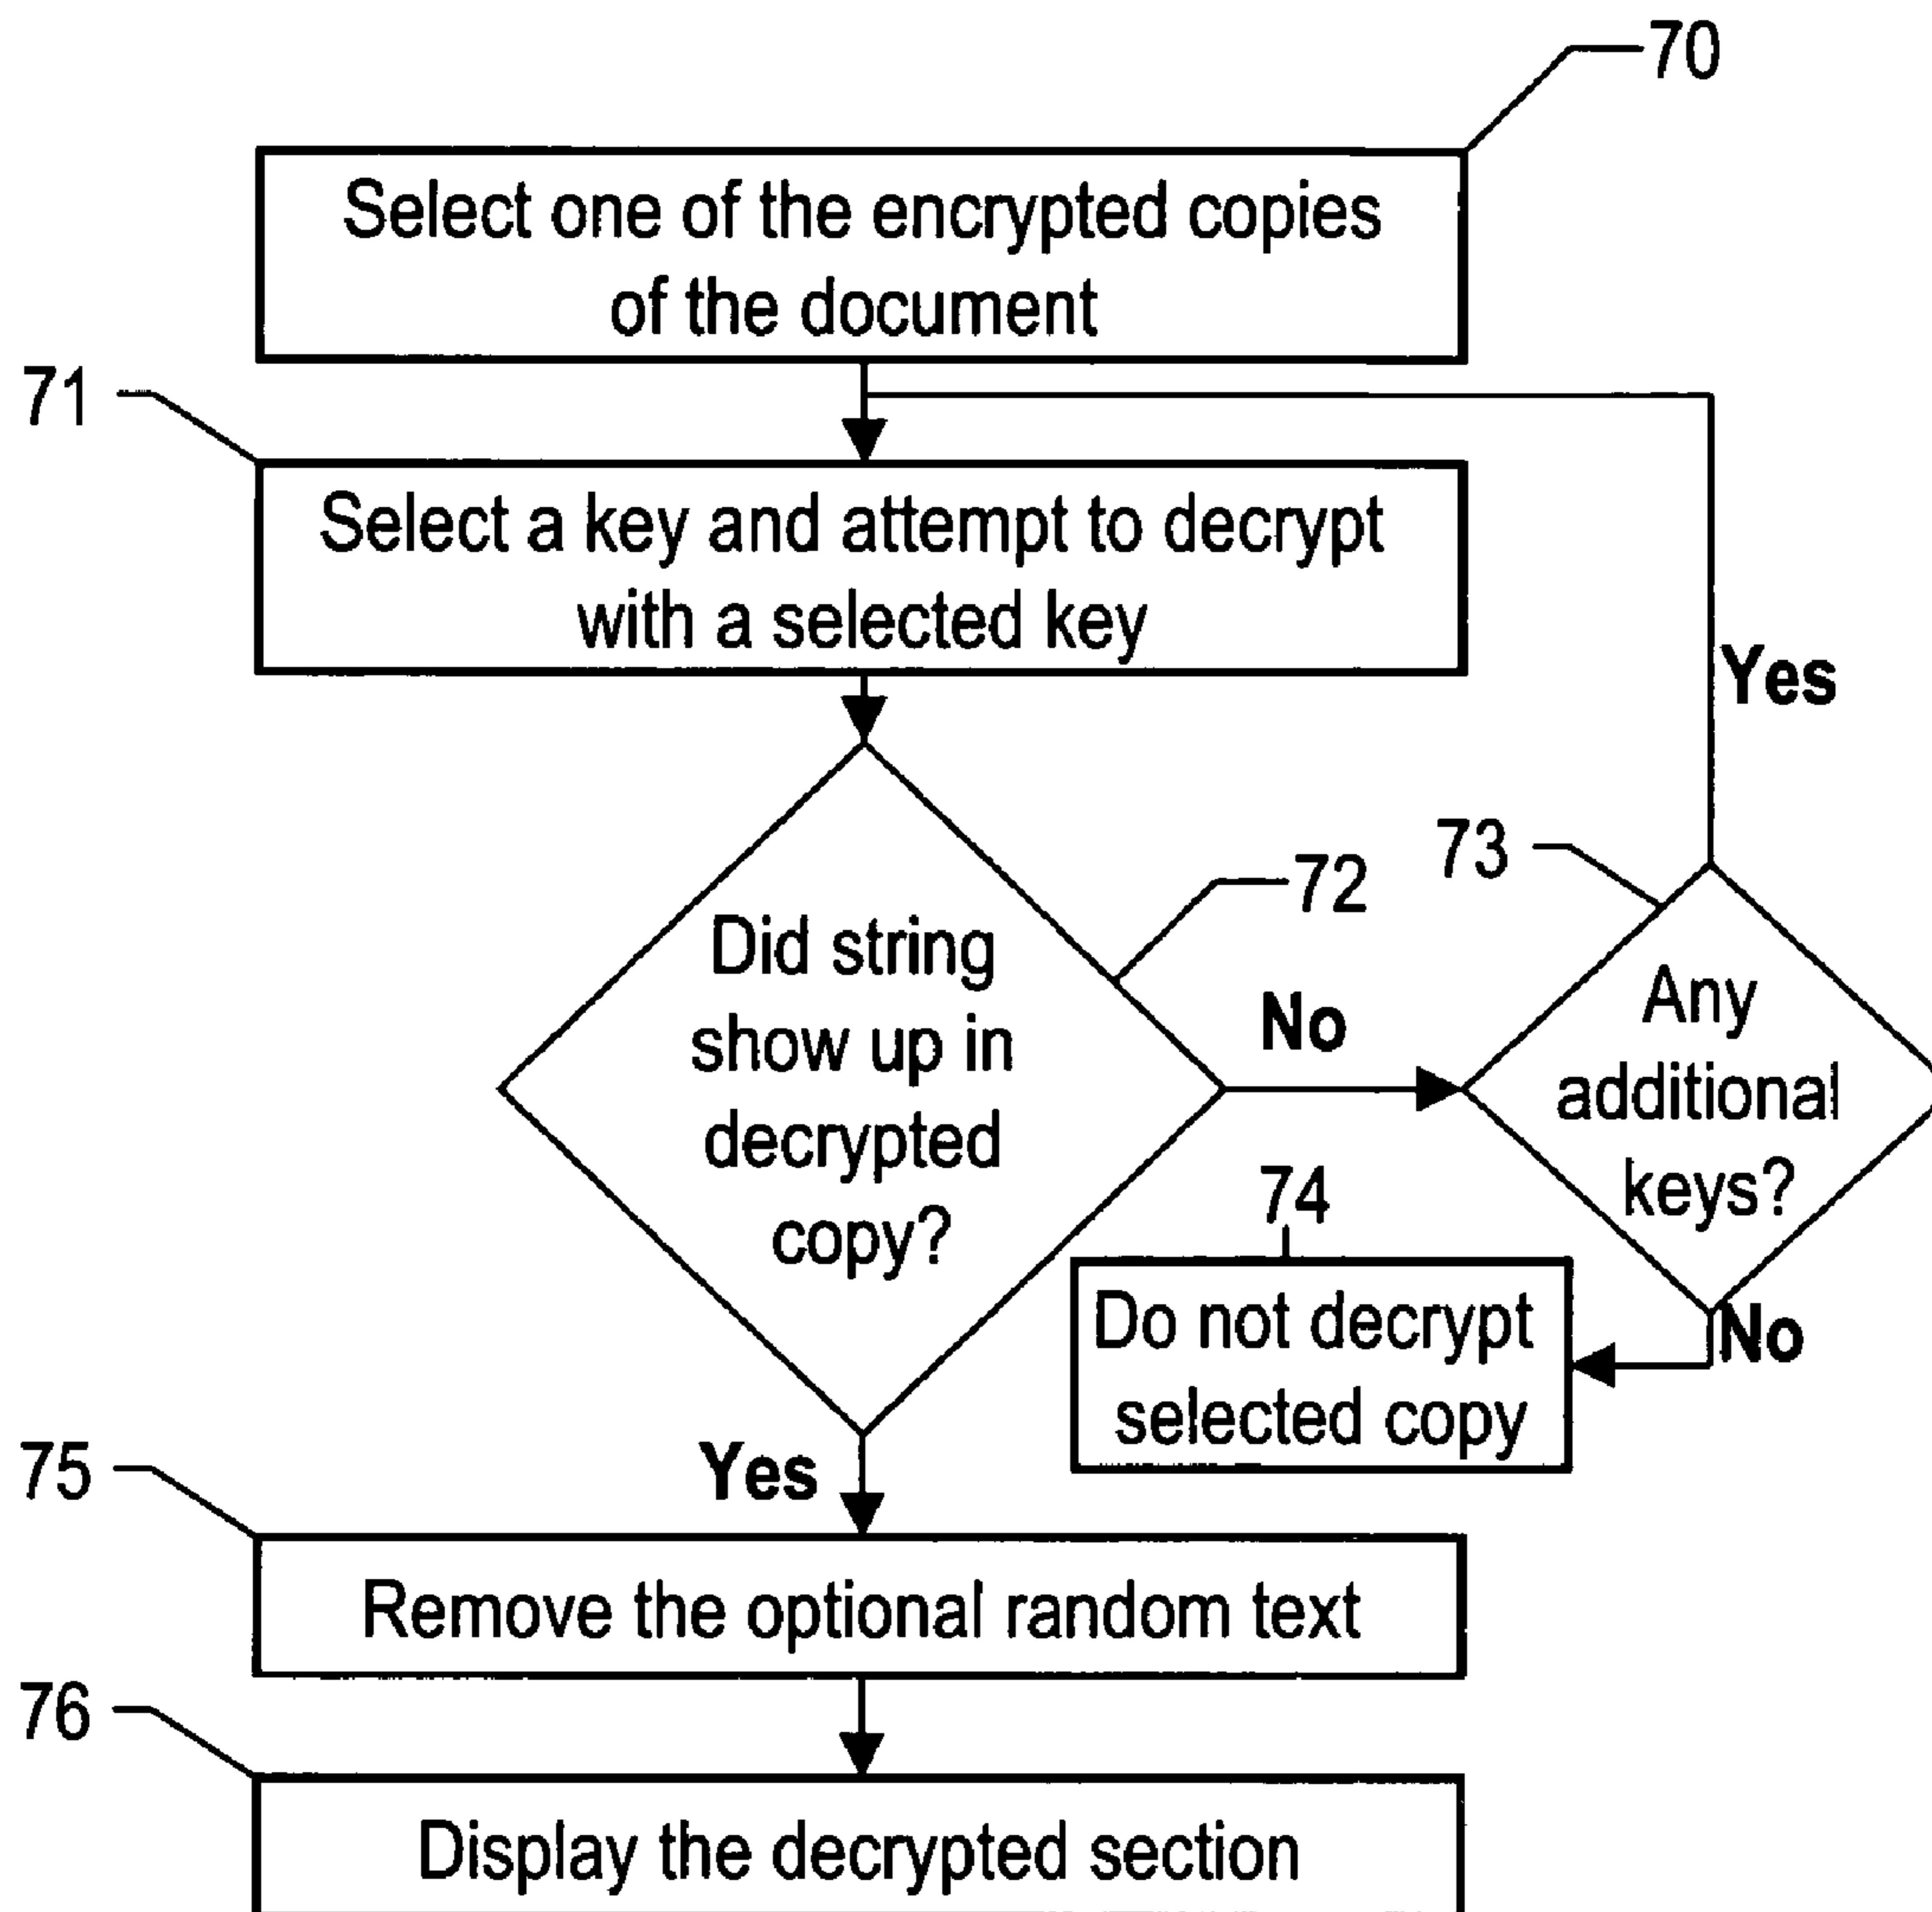 70
Select one of the encrypted copies
of the document
71
Select a key and attempt to decrypt
with a selected key
Yes
72
Did string
show up in
decrypted
copy?
No
73
Any
additional
keys?
No
74
Do not decrypt
selected copy
Yes
75
Remove the optional random text
76
Display the decrypted section